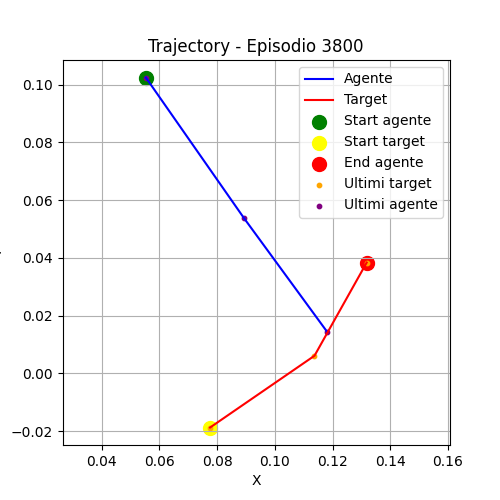 Trajectory - Episodio 3800
Agente
Target
Start agente
Start target
End agente
Ultimi target
Ultimi agente
0.10
0.08
0.06
0.04
0.02
0.00
−0.02
0.04 0.06 0.08 0.10 0.12 0.14 0.16
X